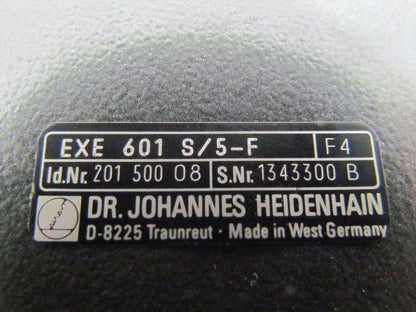 EXE 601 S/5-F F4
Id.Nr. 201 500 08 S.Nr. 1343300 B
DR. JOHANNES HEIDENHAIN
D-8225 Traunreut · Made in West Germany